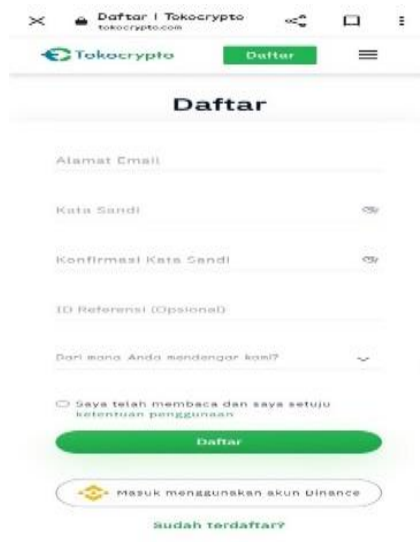 Daftar | Tokocrypto
tokocrypto.com
Tokocrypto
Daftar
Daftar
Alamat Email
Kata Sandi
Konfirmasi Kata Sandi
ID Referensi (Opsional)
Dari mana Anda mendengar kami?
Saya telah membaca dan saya setuju
ketentuan penggunaan
Daftar
Masuk menggunakan akun Binance
Sudah terdaftar?